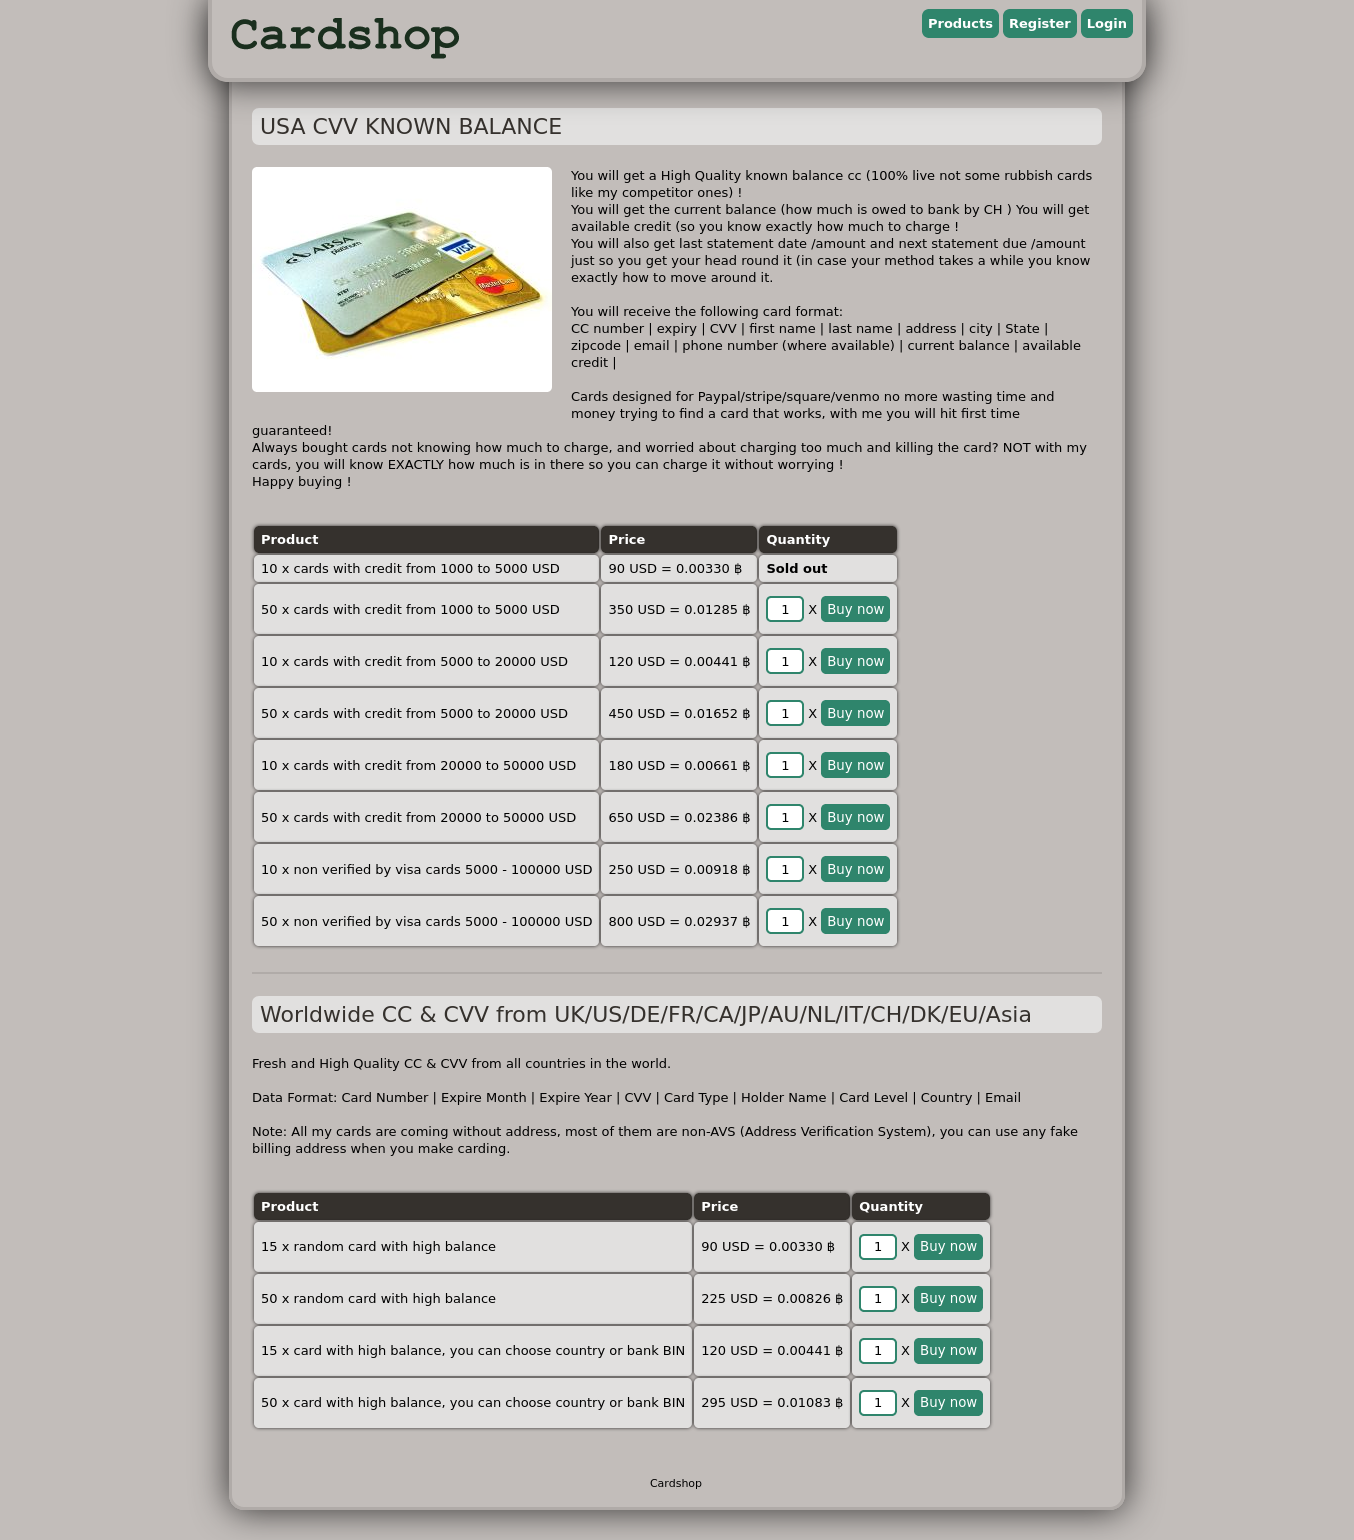 Cardshop
Products Register Login
USA CVV KNOWN BALANCE
ABSA
platinum
VISA
MasterCard
You will get a High Quality known balance cc (100% live not some rubbish cards
like my competitor ones) !
You will get the current balance (how much is owed to bank by CH ) You will get
available credit (so you know exactly how much to charge !
You will also get last statement date /amount and next statement due /amount
just so you get your head round it (in case your method takes a while you know
exactly how to move around it.
You will receive the following card format:
CC number | expiry | CVV | first name | last name | address | city | State |
zipcode | email | phone number (where available) | current balance | available
credit |
Cards designed for Paypal/stripe/square/venmo no more wasting time and
money trying to find a card that works, with me you will hit first time
guaranteed!
Always bought cards not knowing how much to charge, and worried about charging too much and killing the card? NOT with my
cards, you will know EXACTLY how much is in there so you can charge it without worrying !
Happy buying !
Product Price Quantity
10 x cards with credit from 1000 to 5000 USD 90 USD = 0.00330 ฿ Sold out
50 x cards with credit from 1000 to 5000 USD 350 USD = 0.01285 ฿ 1 X Buy now
10 x cards with credit from 5000 to 20000 USD 120 USD = 0.00441 ฿ 1 X Buy now
50 x cards with credit from 5000 to 20000 USD 450 USD = 0.01652 ฿ 1 X Buy now
10 x cards with credit from 20000 to 50000 USD 180 USD = 0.00661 ฿ 1 X Buy now
50 x cards with credit from 20000 to 50000 USD 650 USD = 0.02386 ฿ 1 X Buy now
10 x non verified by visa cards 5000 - 100000 USD 250 USD = 0.00918 ฿ 1 X Buy now
50 x non verified by visa cards 5000 - 100000 USD 800 USD = 0.02937 ฿ 1 X Buy now
Worldwide CC & CVV from UK/US/DE/FR/CA/JP/AU/NL/IT/CH/DK/EU/Asia
Fresh and High Quality CC & CVV from all countries in the world.
Data Format: Card Number | Expire Month | Expire Year | CVV | Card Type | Holder Name | Card Level | Country | Email
Note: All my cards are coming without address, most of them are non-AVS (Address Verification System), you can use any fake
billing address when you make carding.
Product Price Quantity
15 x random card with high balance 90 USD = 0.00330 ฿ 1 X Buy now
50 x random card with high balance 225 USD = 0.00826 ฿ 1 X Buy now
15 x card with high balance, you can choose country or bank BIN 120 USD = 0.00441 ฿ 1 X Buy now
50 x card with high balance, you can choose country or bank BIN 295 USD = 0.01083 ฿ 1 X Buy now
Cardshop